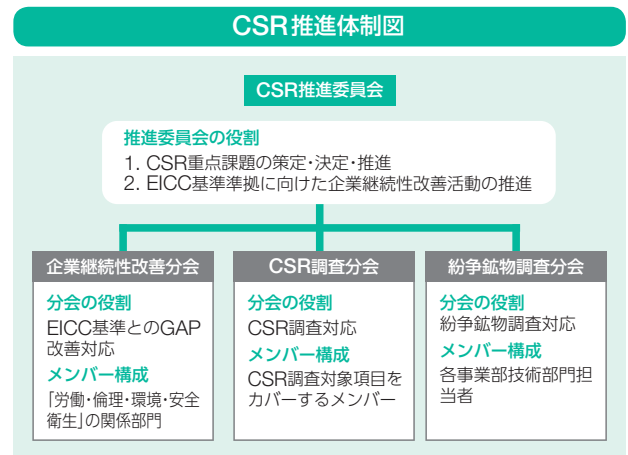 CSR推進体制図
CSR推進委員会
推進委員会の役割
1. CSR重点課題の策定・決定・推進
2. EICC基準準拠に向けた企業継続性改善活動の推進
企業継続性改善分会
分会の役割
EICC基準とのGAP
改善対応
メンバー構成
「労働・倫理・環境・安全
衛生」の関係部門
CSR調査分会
分会の役割
CSR調査対応
メンバー構成
CSR調査対象項目を
カバーするメンバー
紛争鉱物調査分会
分会の役割
紛争鉱物調査対応
メンバー構成
各事業部技術部門担
当者